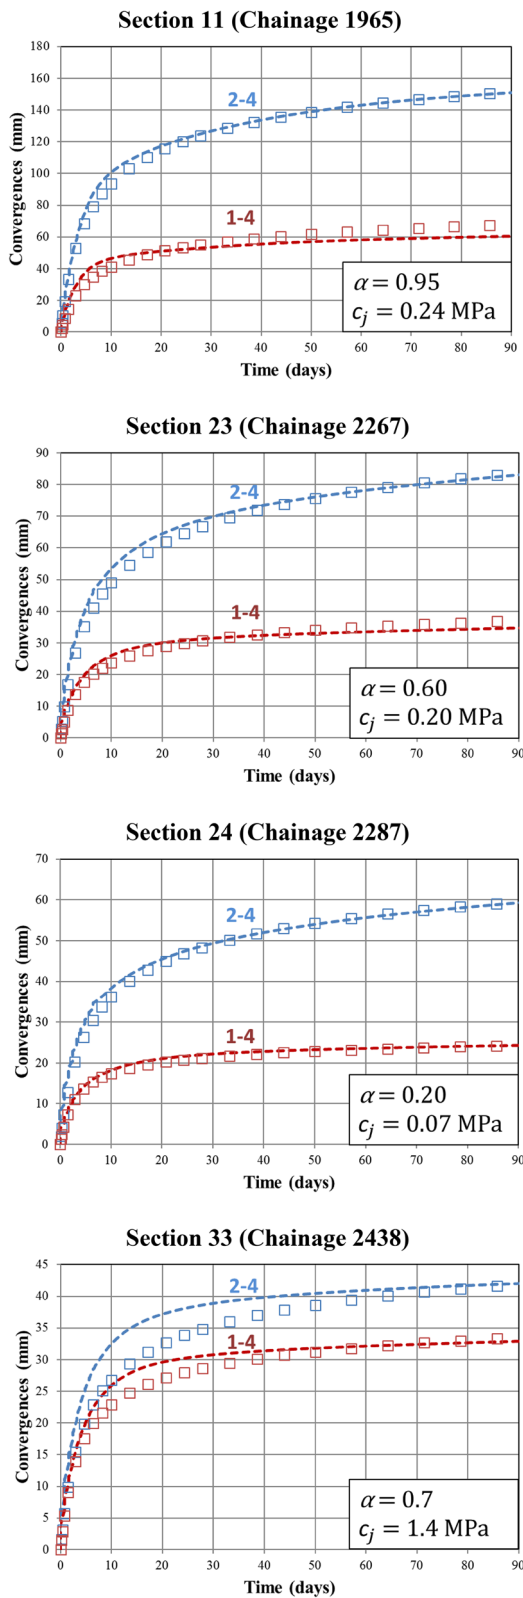 Section 11 (Chainage 1965)
Convergences (mm)
180
160
140
120
100
80
60
40
20
0
2-4
1-4
α = 0.95
cⱼ = 0.24 MPa
0 10 20 30 40 50 60 70 80 90
Time (days)
Section 23 (Chainage 2267)
Convergences (mm)
90
80
70
60
50
40
30
20
10
0
2-4
1-4
α = 0.60
cⱼ = 0.20 MPa
0 10 20 30 40 50 60 70 80 90
Time (days)
Section 24 (Chainage 2287)
Convergences (mm)
70
60
50
40
30
20
10
0
2-4
1-4
α = 0.20
cⱼ = 0.07 MPa
0 10 20 30 40 50 60 70 80 90
Time (days)
Section 33 (Chainage 2438)
Convergences (mm)
45
40
35
30
25
20
15
10
5
0
2-4
1-4
α = 0.7
cⱼ = 1.4 MPa
0 10 20 30 40 50 60 70 80 90
Time (days)